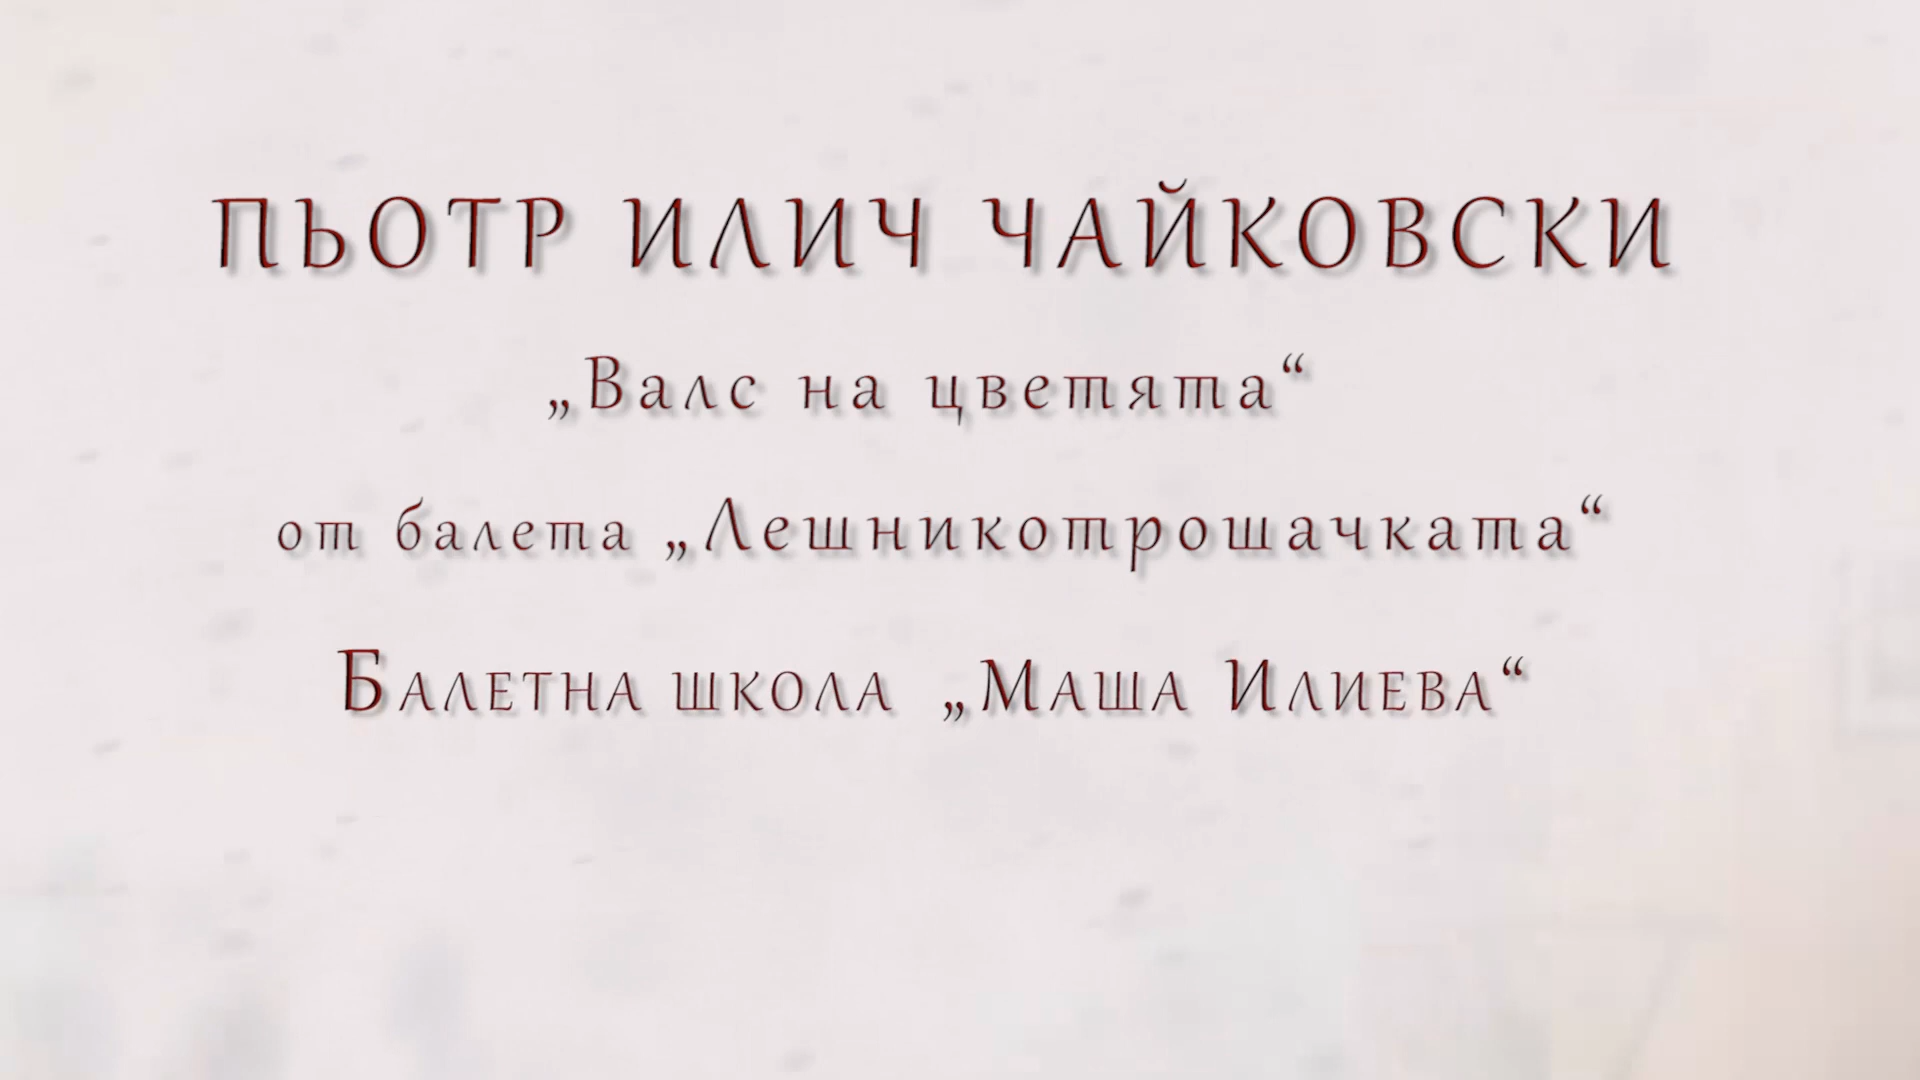 ПЬОТР ИЛИЧ ЧАЙКОВСКИ
„Валс на цветята“
от балета „Лешникотрошачката“
Балетна школа „Маша Илиева“